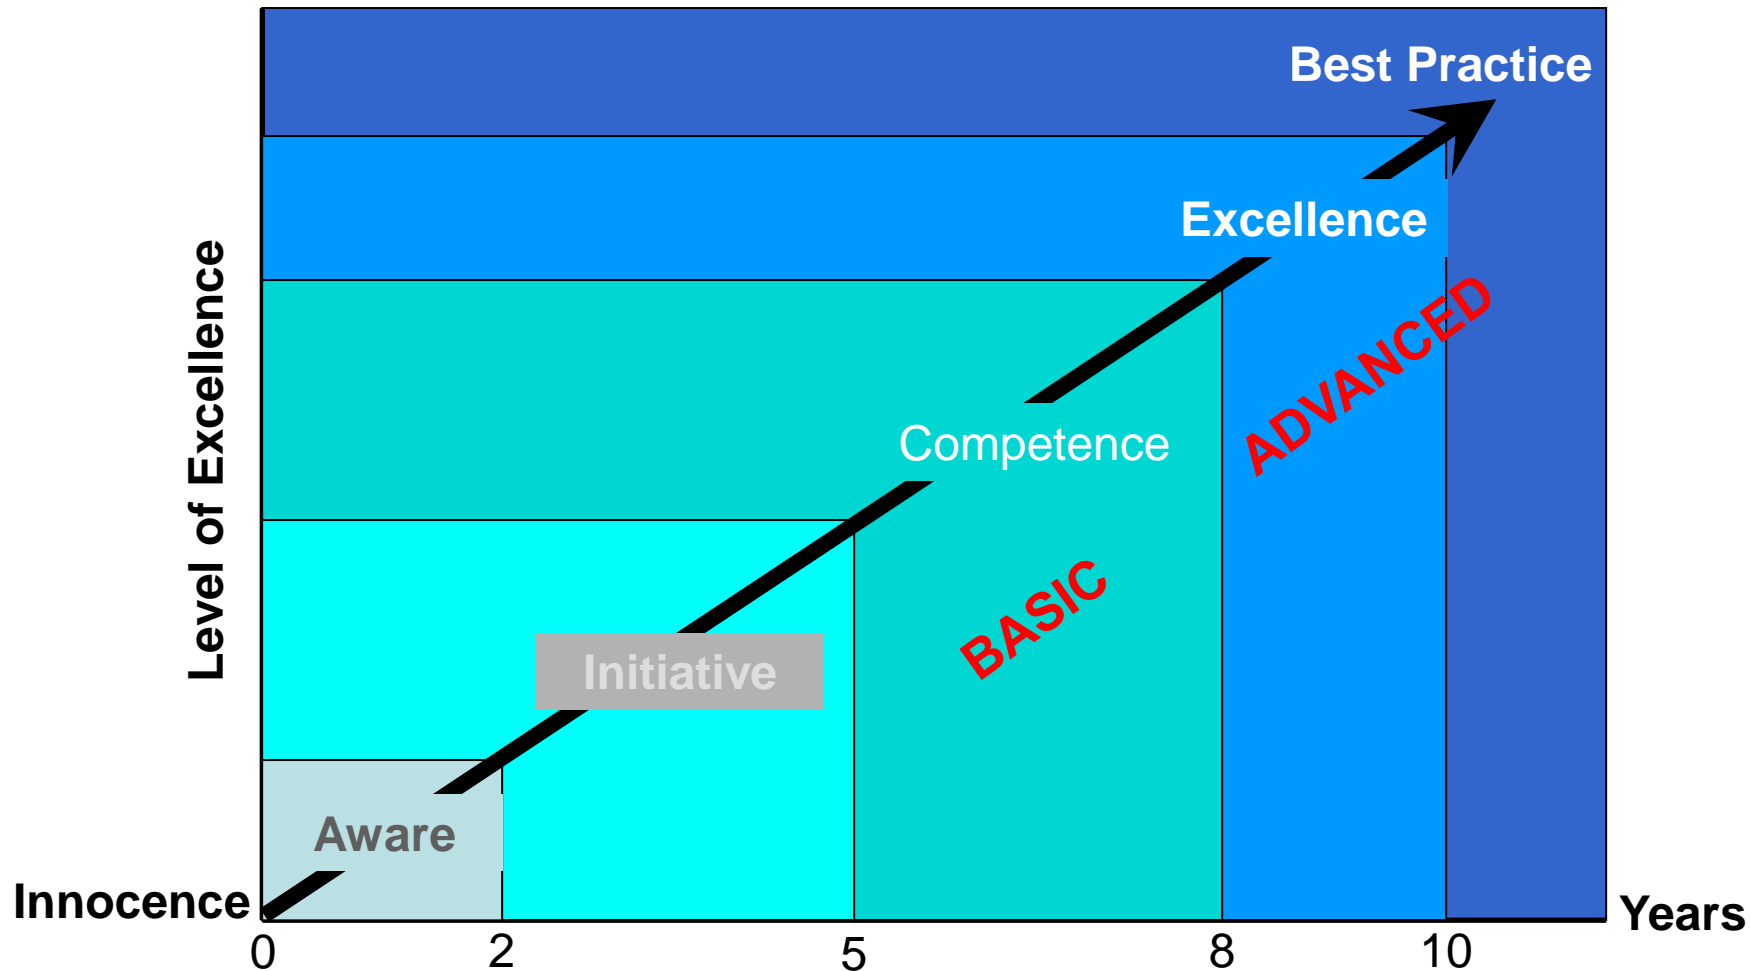 Best Practice
Excellence
ADVANCED
Level of Excellence
Competence
BASIC
Initiative
Aware
Innocence
Years
0 2 5 8 10